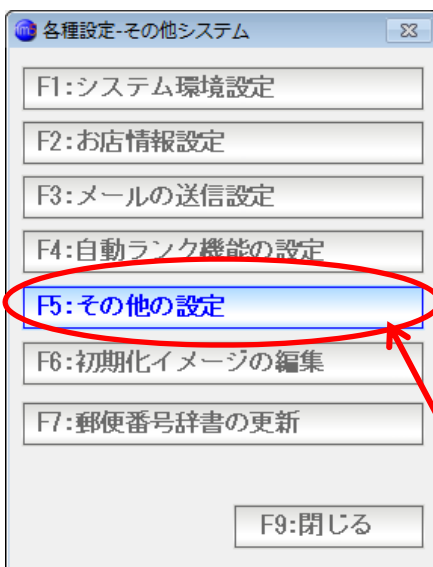 各種設定-その他システム
F1:システム環境設定
F2:お店情報設定
F3:メールの送信設定
F4:自動ランク機能の設定
F5:その他の設定
F6:初期化イメージの編集
F7:郵便番号辞書の更新
F9:閉じる